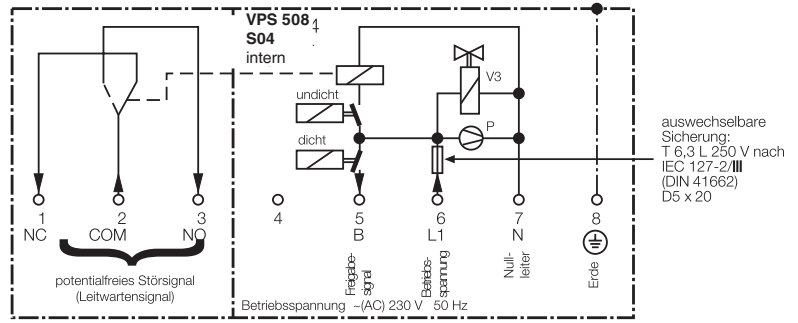 VPS 508
S04
intern
undicht
dicht
V3
P
auswechselbare
Sicherung:
T 6,3 L 250 V nach
IEC 127-2/III
(DIN 41662)
D5 x 20
1 2 3 4 5 6 7 8
NC COM NO B L1 N
Freigabe-
signal
Betriebs-
spannung
Null-
leiter
Erde
potentialfreies Störsignal
(Leitwartensignal)
Betriebsspannung ~(AC) 230 V 50 Hz